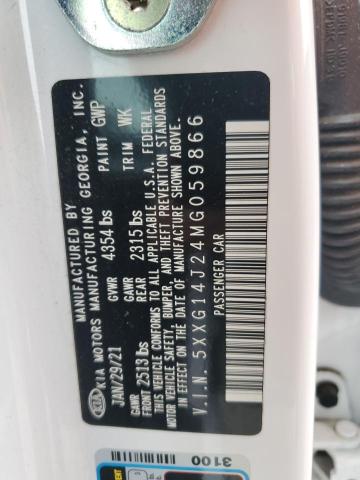 MANUFACTURED BY
KIA KIA MOTORS MANUFACTURING GEORGIA, INC.
JAN/29/21 GVWR 4354 lbs PAINT GWP
GAWR FRONT 2513 lbs GAWR REAR 2315 lbs TRIM WK
THIS VEHICLE CONFORMS TO ALL APPLICABLE U.S.A. FEDERAL
MOTOR VEHICLE SAFETY, BUMPER, AND THEFT PREVENTION STANDARDS
IN EFFECT ON THE DATE OF MANUFACTURE SHOWN ABOVE.
V.I.N. 5XXG14J24MG059866
PASSENGER CAR
3100